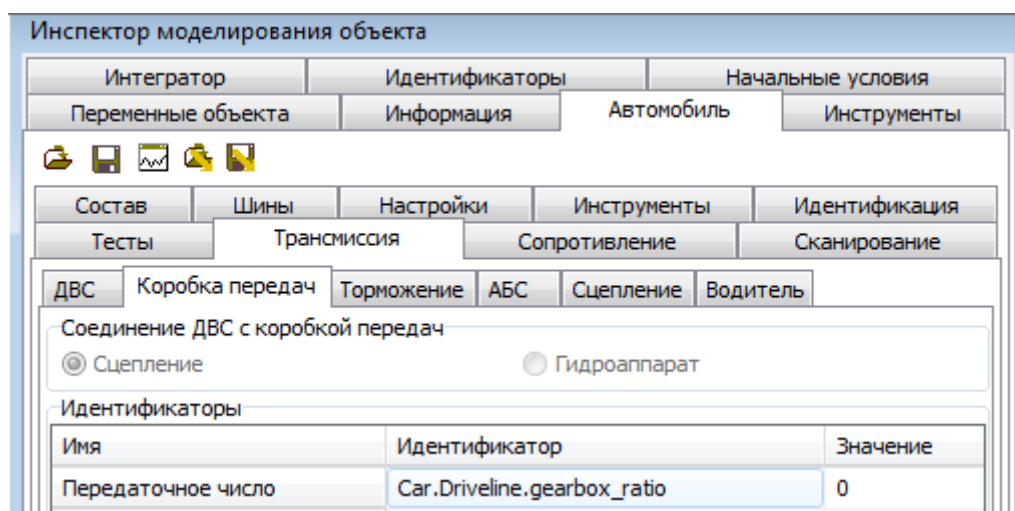 Инспектор моделирования объекта
Интегратор Идентификаторы Начальные условия
Переменные объекта Информация Автомобиль Инструменты
Состав Шины Настройки Инструменты Идентификация
Тесты Трансмиссия Сопротивление Сканирование
ДВС Коробка передач Торможение АБС Сцепление Водитель
Соединение ДВС с коробкой передач
Сцепление Гидроаппарат
Идентификаторы
Имя Идентификатор Значение
Передаточное число Car.Driveline.gearbox_ratio 0